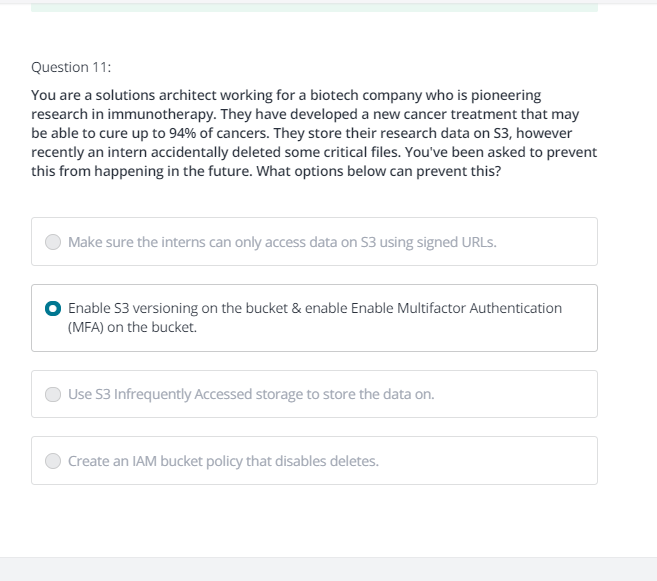 Question 11:
You are a solutions architect working for a biotech company who is pioneering
research in immunotherapy. They have developed a new cancer treatment that may
be able to cure up to 94% of cancers. They store their research data on S3, however
recently an intern accidentally deleted some critical files. You've been asked to prevent
this from happening in the future. What options below can prevent this?
Make sure the interns can only access data on S3 using signed URLs.
Enable S3 versioning on the bucket & enable Enable Multifactor Authentication
(MFA) on the bucket.
Use S3 Infrequently Accessed storage to store the data on.
Create an IAM bucket policy that disables deletes.